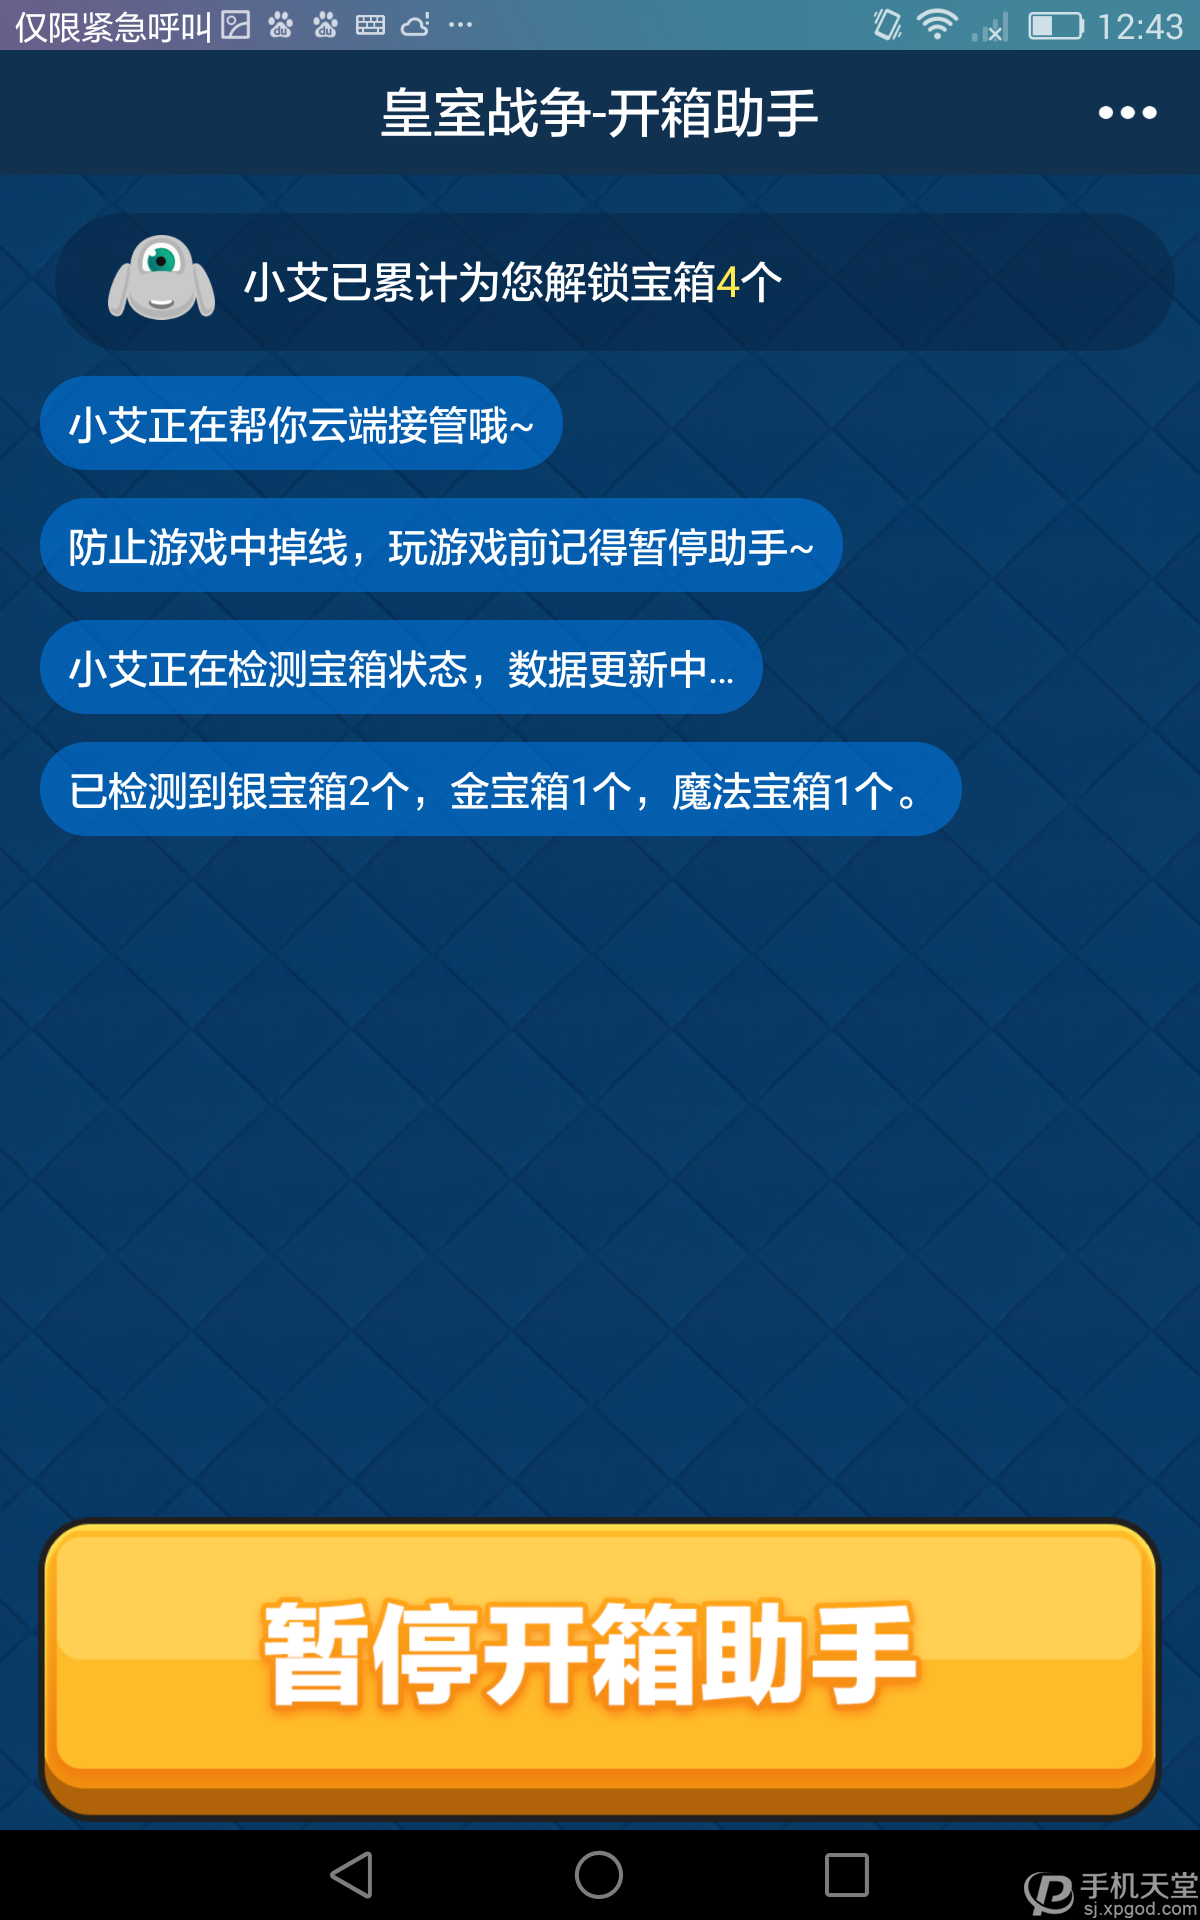 仅限紧急呼叫 12:43
皇室战争-开箱助手
小艾已累计为您解锁宝箱4个
小艾正在帮你云端接管哦~
防止游戏中掉线，玩游戏前记得暂停助手~
小艾正在检测宝箱状态，数据更新中...
已检测到银宝箱2个，金宝箱1个，魔法宝箱1个。
暂停开箱助手
手机天堂
sj.xpgod.com